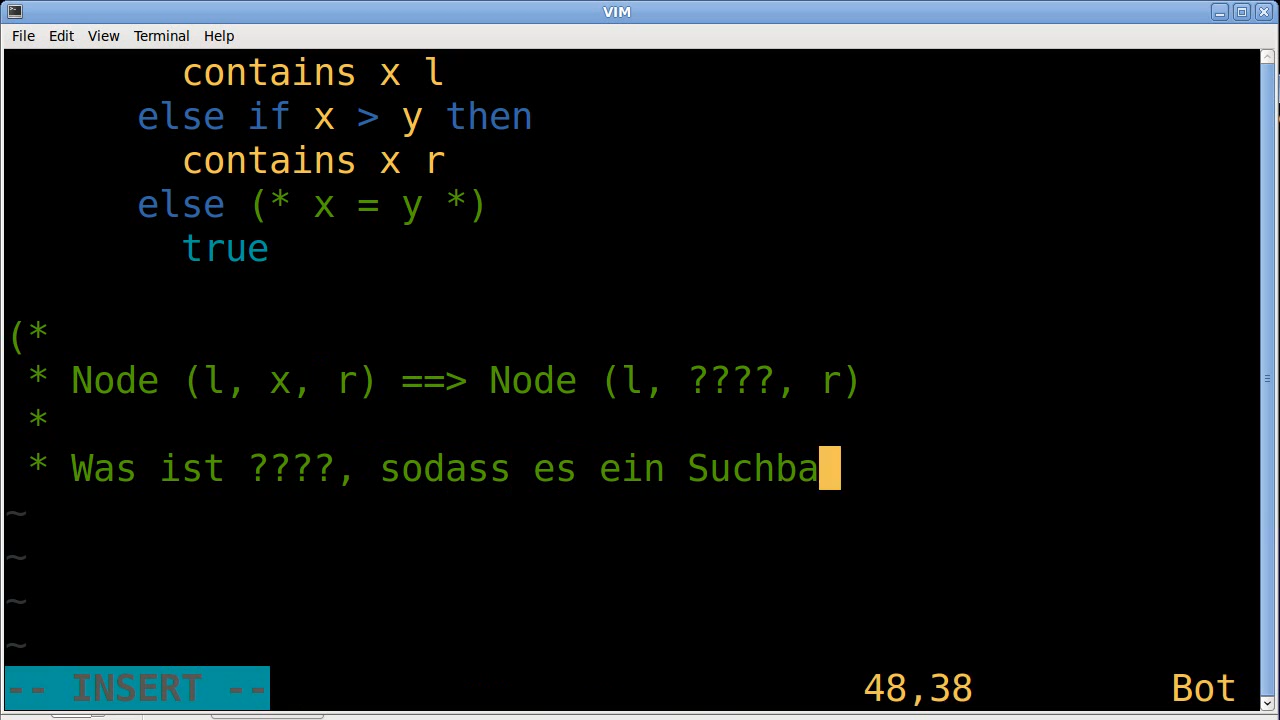 VIM
File Edit View Terminal Help
contains x l
else if x > y then
contains x r
else (* x = y *)
true
(*
* Node (l, x, r) ==> Node (l, ????, r)
*
* Was ist ????, sodass es ein Suchba
~
~
~
~
-- INSERT -- 48,38 Bot